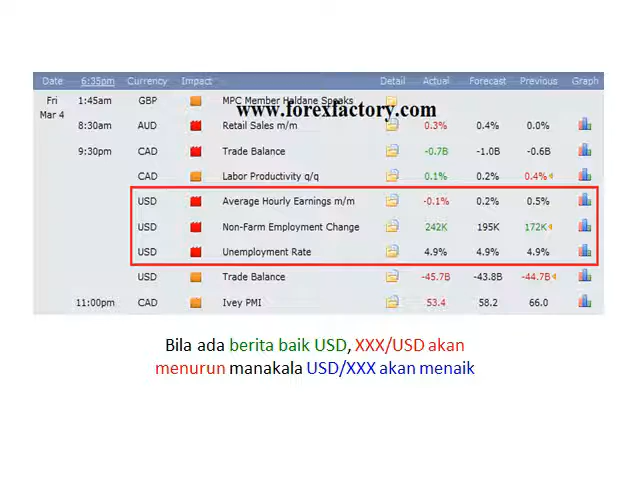 Date 6:35pm Currency Impact Detail Actual Forecast Previous Graph
Fri 1:45am GBP MPC Member Haldane Speaks
www.forexfactory.com
Mar 4
8:30am AUD Retail Sales m/m 0.3% 0.4% 0.0%
9:30pm CAD Trade Balance -0.7B -1.0B -0.6B
CAD Labor Productivity q/q 0.1% 0.2% 0.4%
USD Average Hourly Earnings m/m -0.1% 0.2% 0.5%
USD Non-Farm Employment Change 242K 195K 172K
USD Unemployment Rate 4.9% 4.9% 4.9%
USD Trade Balance -45.7B -43.8B -44.7B
11:00pm CAD Ivey PMI 53.4 58.2 66.0
Bila ada berita baik USD, XXX/USD akan
menurun manakala USD/XXX akan menaik